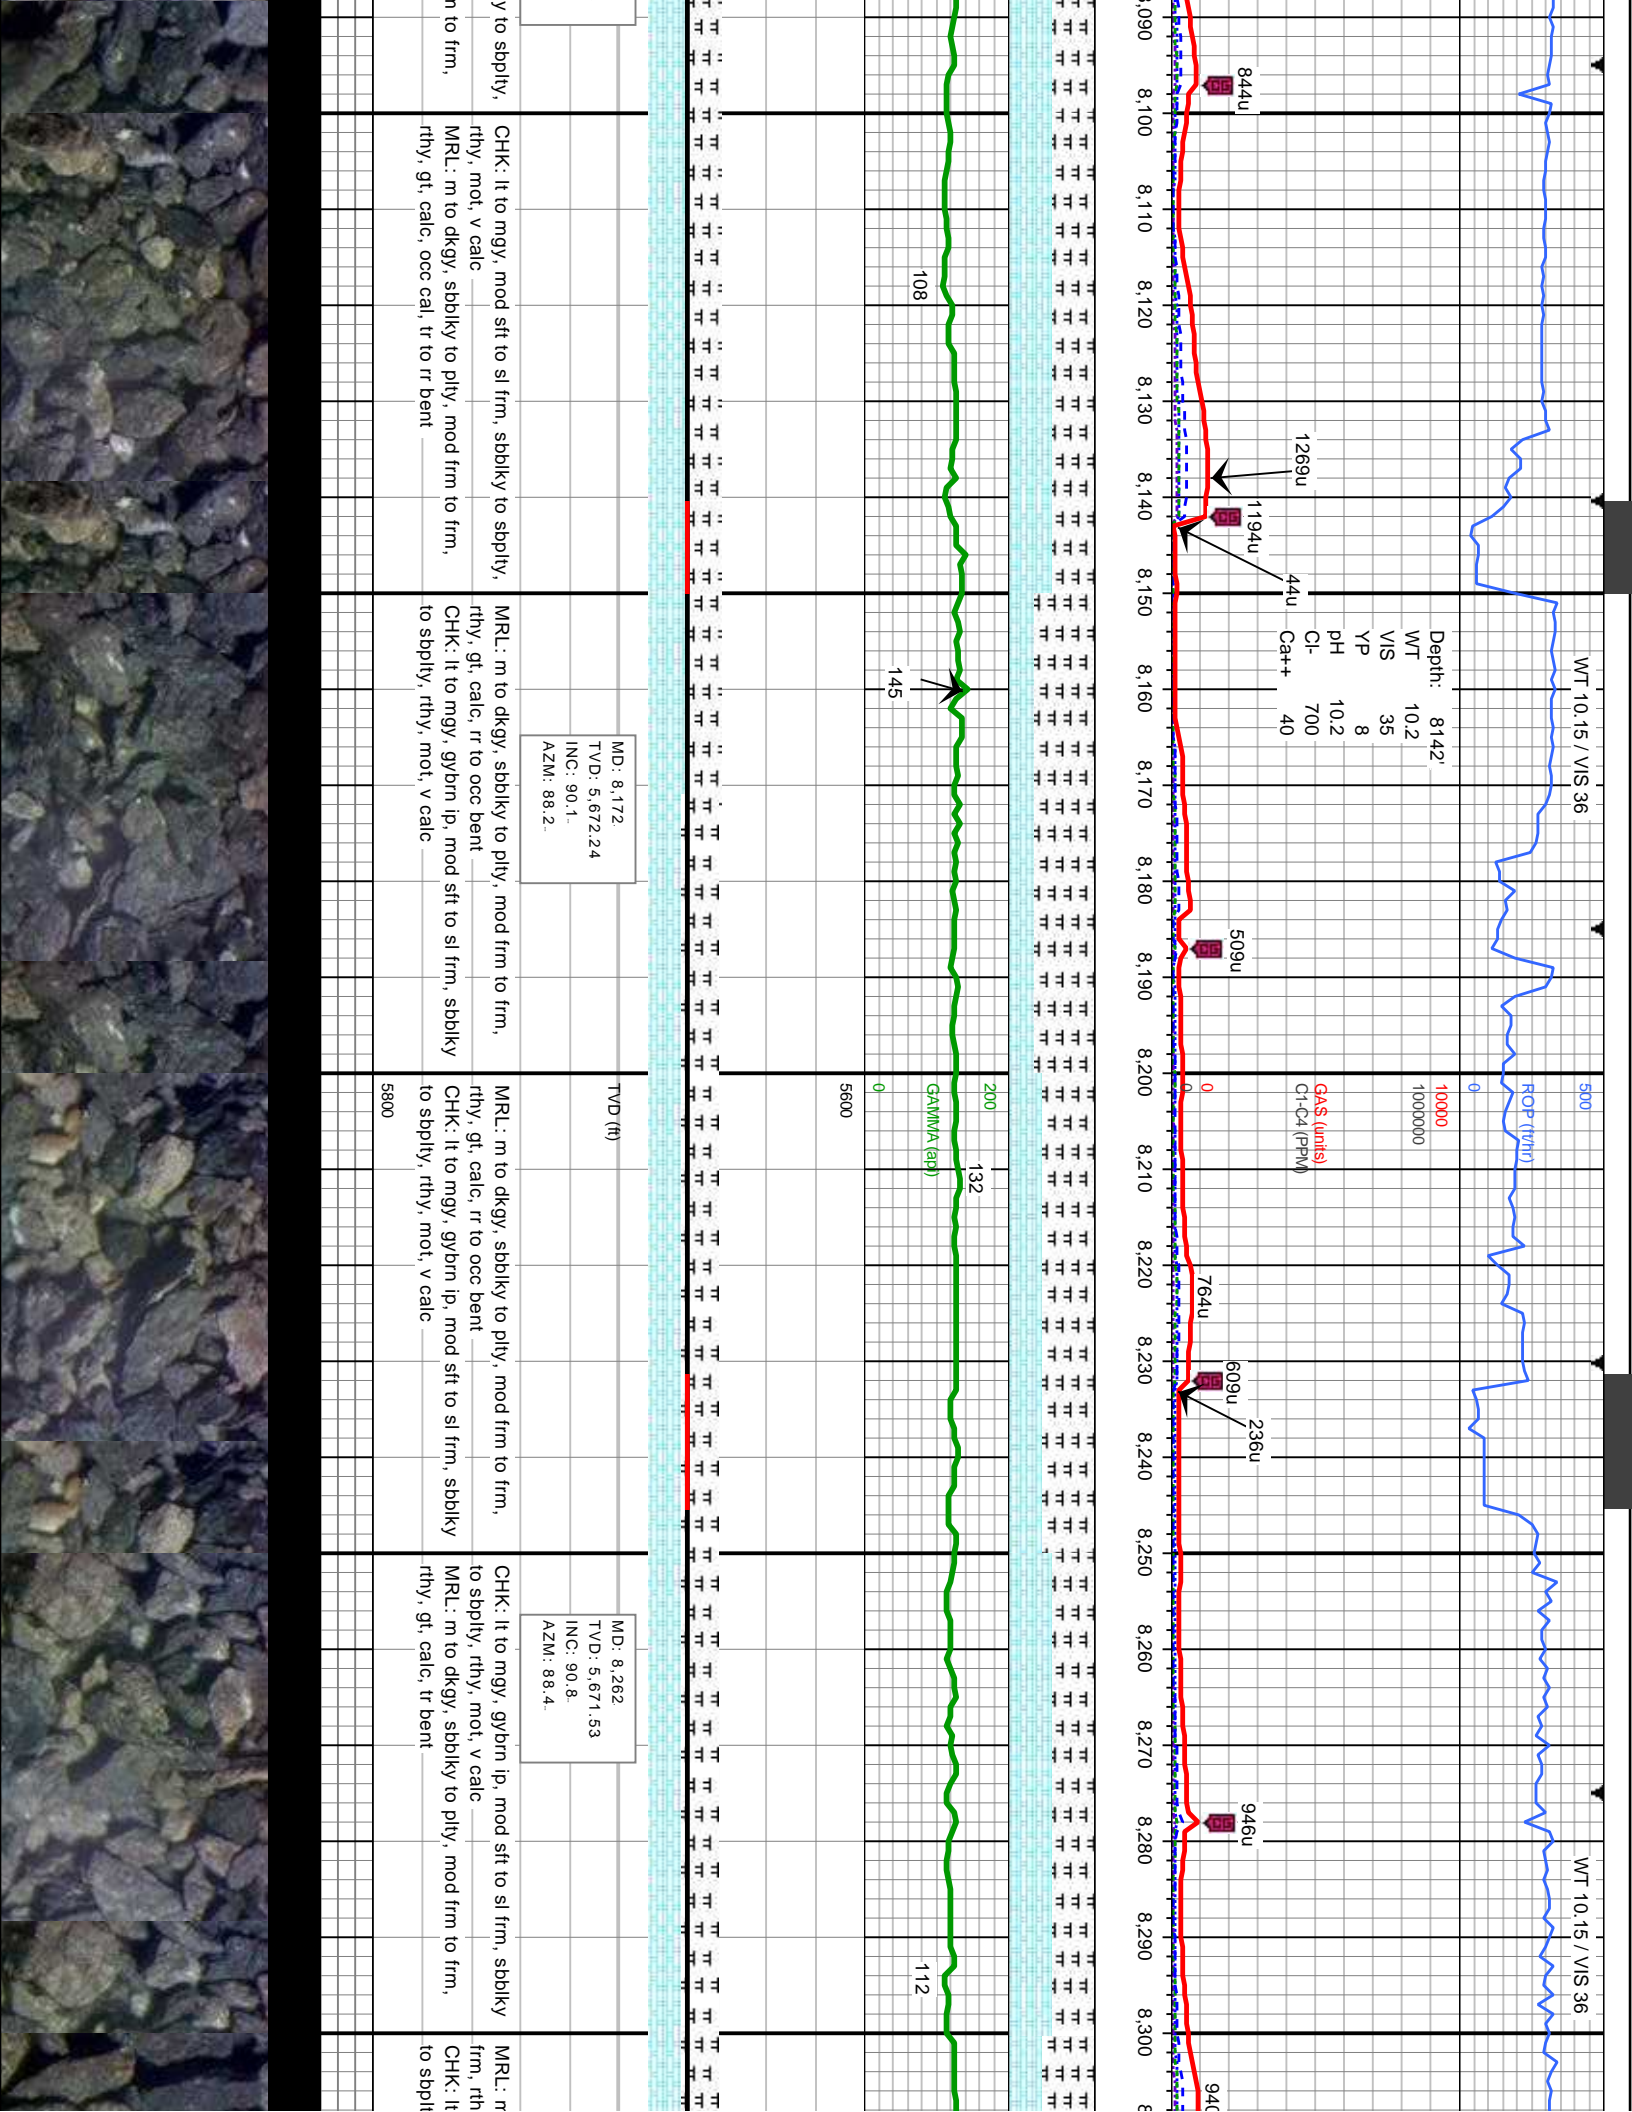 WT 10.15 / VIS 36
WT 10.15 / VIS 36
500
ROP (ft/hr)
0
Depth: 8142'
WT 10.2
VIS 35
YP 8
pH 10.2
Cl- 700
Ca++ 40
10000
1000000
GAS (units)
C1-C4 (PPM)
0
0
844u
1269u
1194u
44u
509u
764u
609u
236u
946u
8,100
8,110
8,120
8,130
8,140
8,150
8,160
8,170
8,180
8,190
8,200
8,210
8,220
8,230
8,240
8,250
8,260
8,270
8,280
8,290
8,300
200
GAMMA (api)
0
108
145
132
112
5600
TVD (ft)
5800
MD: 8,172
TVD: 5,672.24
INC: 90.1
AZM: 88.2
MD: 8,262
TVD: 5,671.53
INC: 90.8
AZM: 88.4
y to sbplty,
to frm,
CHK: lt to mgy, mod sft to sl frm, sbblky to sbplty,
rthy, mot, v calc
MRL: m to dkgy, sbblky to plty, mod frm to frm,
rthy, gt, calc, occ cal, tr to rr bent
MRL: m to dkgy, sbblky to plty, mod frm to frm,
rthy, gt, calc, rr to occ bent
CHK: lt to mgy, gybrn ip, mod sft to sl frm, sbblky
to sbplty, rthy, mot, v calc
MRL: m to dkgy, sbblky to plty, mod frm to frm,
rthy, gt, calc, rr to occ bent
CHK: lt to mgy, gybrn ip, mod sft to sl frm, sbblky
to sbplty, rthy, mot, v calc
CHK: lt to mgy, gybrn ip, mod sft to sl frm, sbblky
to sbplty, rthy, mot, v calc
MRL: m to dkgy, sbblky to plty, mod frm to frm,
rthy, gt, calc, tr bent
MRL:
frm,
CHK: lt